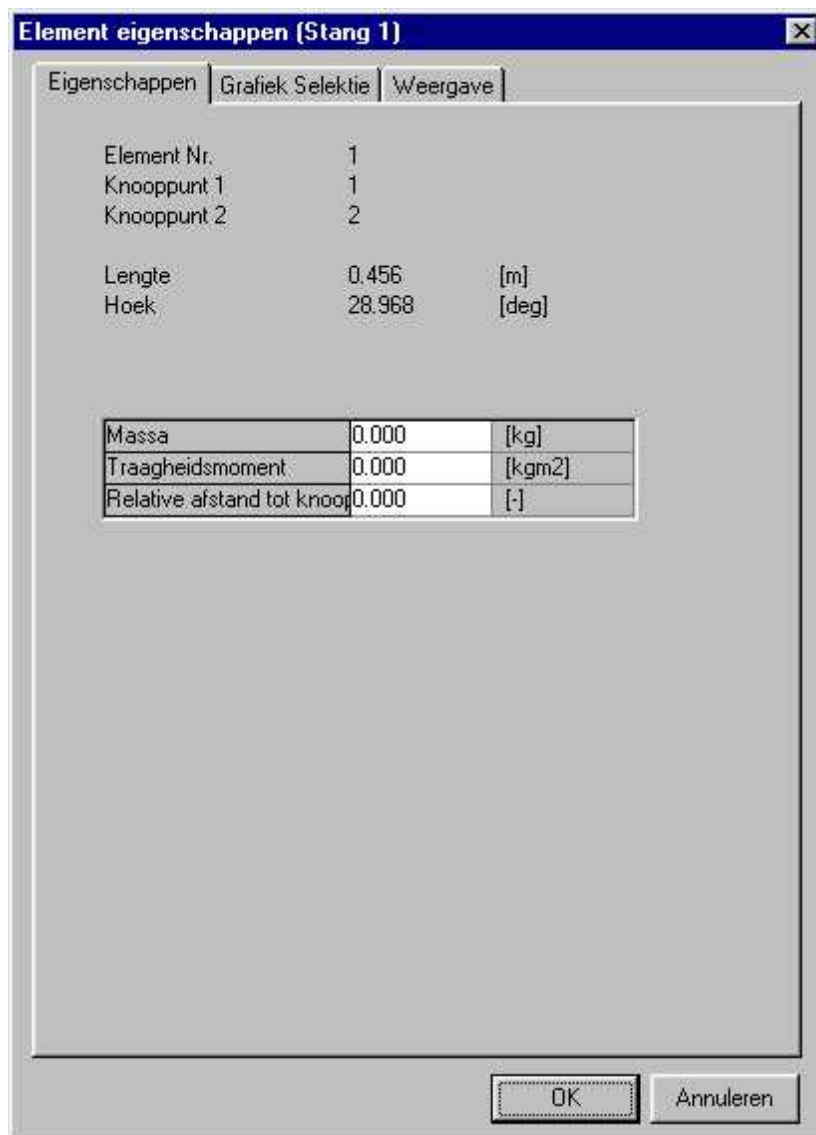 Element eigenschappen (Stang 1)
Eigenschappen Grafiek Selektie Weergave
Element Nr. 1
Knooppunt 1 1
Knooppunt 2 2
Lengte 0.456 [m]
Hoek 28.968 [deg]
Massa 0.000 [kg]
Traagheidsmoment 0.000 [kgm2]
Relative afstand tot knoop 0.000 [-]
OK Annuleren